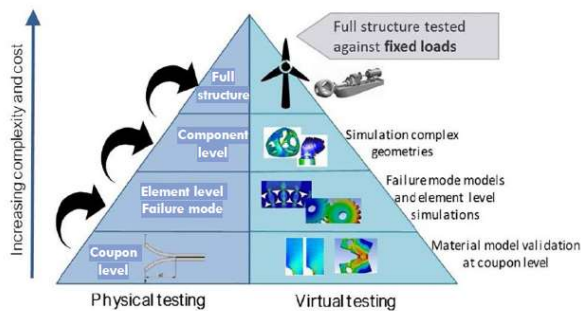 Increasing complexity and cost
Full structure tested
against fixed loads
Full
structure
Component
level
Simulation complex
geometries
Element level
Failure mode
Failure mode models
and element level
simulations
Coupon
level
Material model validation
at coupon level
Physical testing
Virtual testing